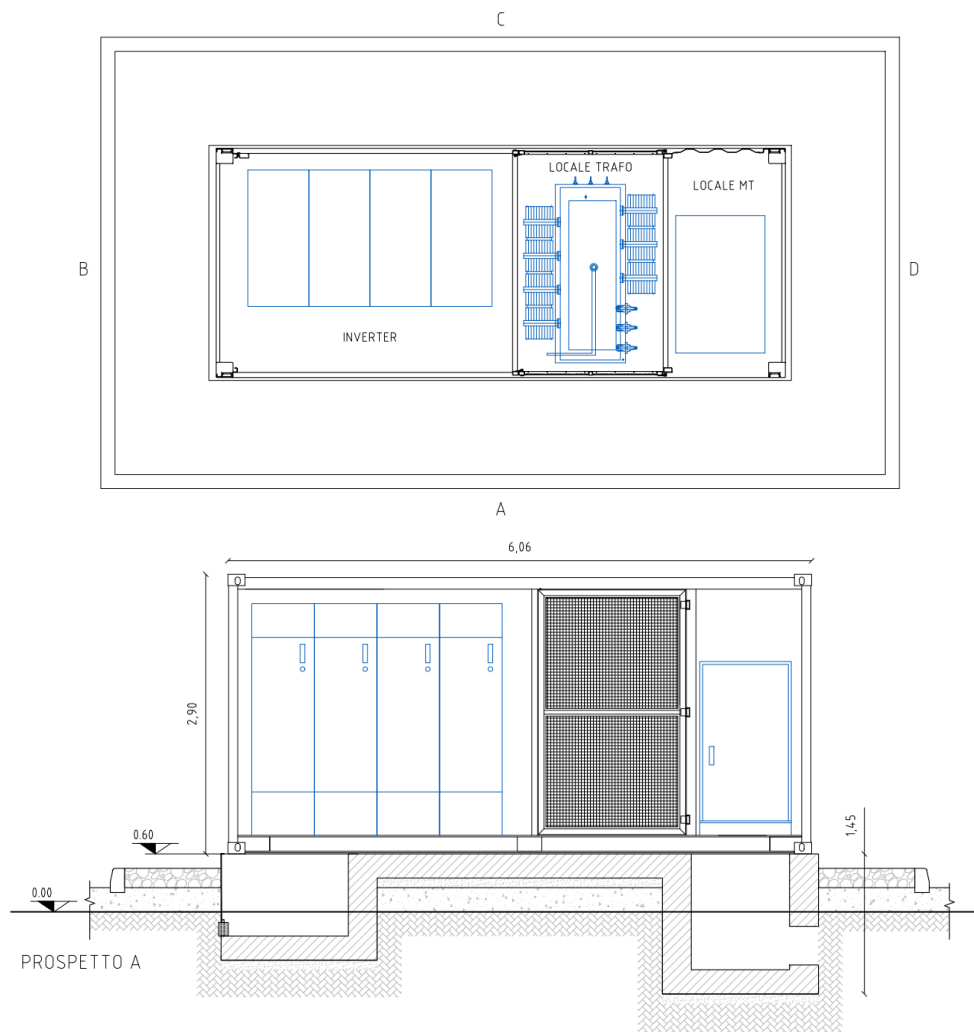 C
LOCALE TRAFO
LOCALE MT
B
D
INVERTER
A
6,06
2,90
0.60
1,45
0.00
PROSPETTO A